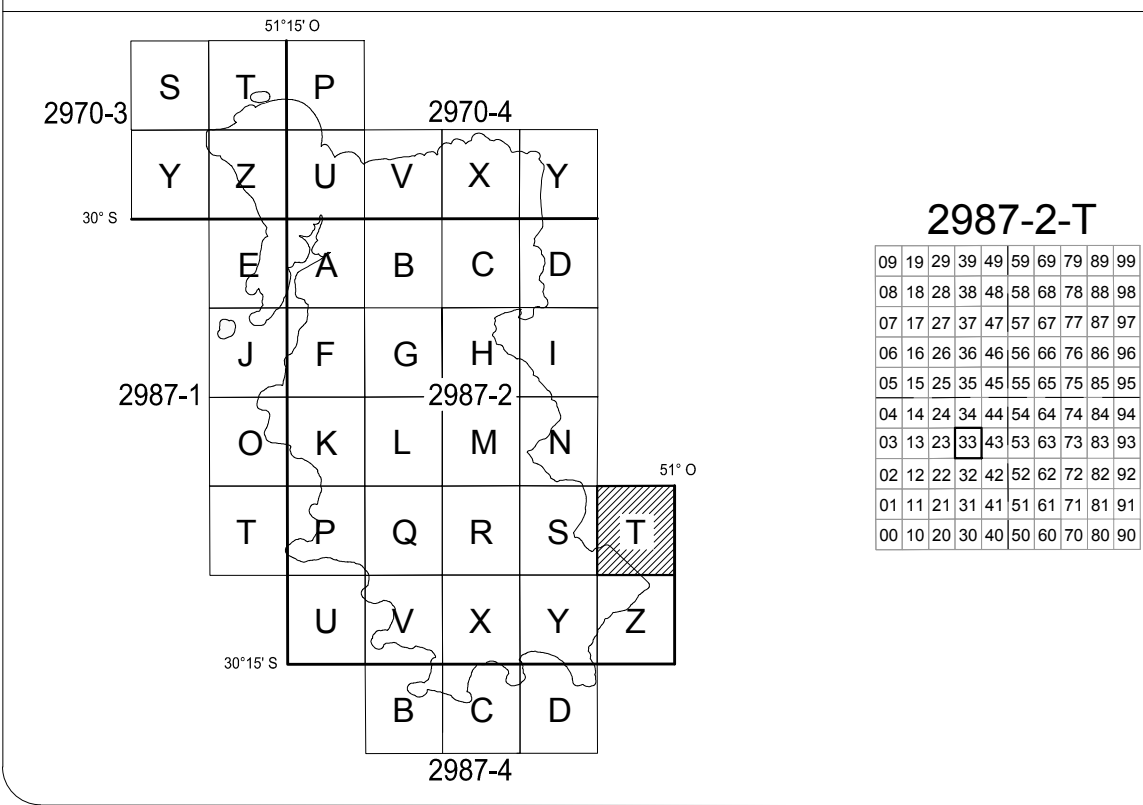 51°15' O
S T P
2970-3 2970-4
Y Z U V X Y
30° S
E A B C D
J F G H I
2987-1 2987-2
O K L M N
51° O
T P Q R S T
U V X Y Z
30°15' S
B C D
2987-4
2987-2-T
09 19 29 39 49 59 69 79 89 99
08 18 28 38 48 58 68 78 88 98
07 17 27 37 47 57 67 77 87 97
06 16 26 36 46 56 66 76 86 96
05 15 25 35 45 55 65 75 85 95
04 14 24 34 44 54 64 74 84 94
03 13 23 33 43 53 63 73 83 93
02 12 22 32 42 52 62 72 82 92
01 11 21 31 41 51 61 71 81 91
00 10 20 30 40 50 60 70 80 90